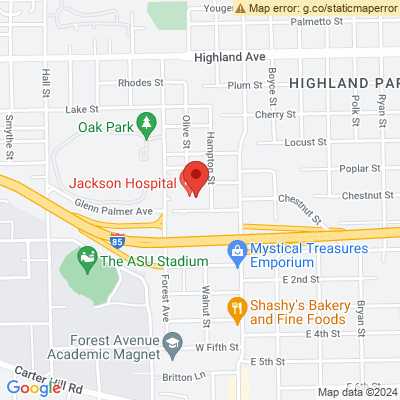 Map error: g.co/staticmaperror
Highland Ave
Palmetto St
Rhodes St
Plum St
HIGHLAND PAR
Hall St
Boyce St
Polk St
Ryan St
Lake St
Cherry St
Smythe St
Oak Park
Olive St
Hampton St
Locust St
Poplar St
Jackson Hospital
Chestnut St
Chestnut St
Glenn Palmer Ave
85
The ASU Stadium
Mystical Treasures
Emporium
E 2nd St
Forest Ave
Walnut St
Shashy's Bakery
and Fine Foods
Bryan St
E 4th St
Forest Avenue
Academic Magnet
W Fifth St
E 5th St
Britton Ln
Carter Hill Rd
E 6th St
Google
Map data ©2024